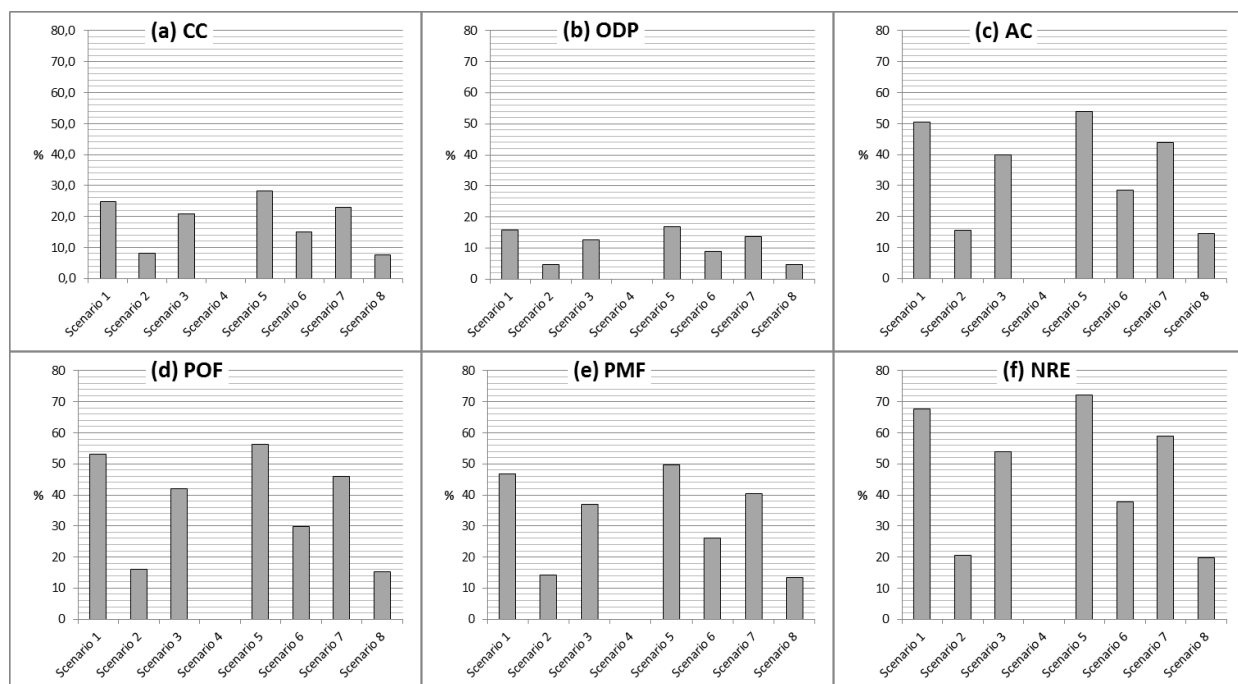 (a) CC
80,0
70,0
60,0
50,0
40,0
30,0
20,0
10,0
0,0
%
Scenario 1
Scenario 2
Scenario 3
Scenario 4
Scenario 5
Scenario 6
Scenario 7
Scenario 8
(b) ODP
80
70
60
50
40
30
20
10
0
%
Scenario 1
Scenario 2
Scenario 3
Scenario 4
Scenario 5
Scenario 6
Scenario 7
Scenario 8
(c) AC
80
70
60
50
40
30
20
10
0
%
Scenario 1
Scenario 2
Scenario 3
Scenario 4
Scenario 5
Scenario 6
Scenario 7
Scenario 8
(d) POF
80
70
60
50
40
30
20
10
0
%
Scenario 1
Scenario 2
Scenario 3
Scenario 4
Scenario 5
Scenario 6
Scenario 7
Scenario 8
(e) PMF
80
70
60
50
40
30
20
10
0
%
Scenario 1
Scenario 2
Scenario 3
Scenario 4
Scenario 5
Scenario 6
Scenario 7
Scenario 8
(f) NRE
80
70
60
50
40
30
20
10
0
%
Scenario 1
Scenario 2
Scenario 3
Scenario 4
Scenario 5
Scenario 6
Scenario 7
Scenario 8